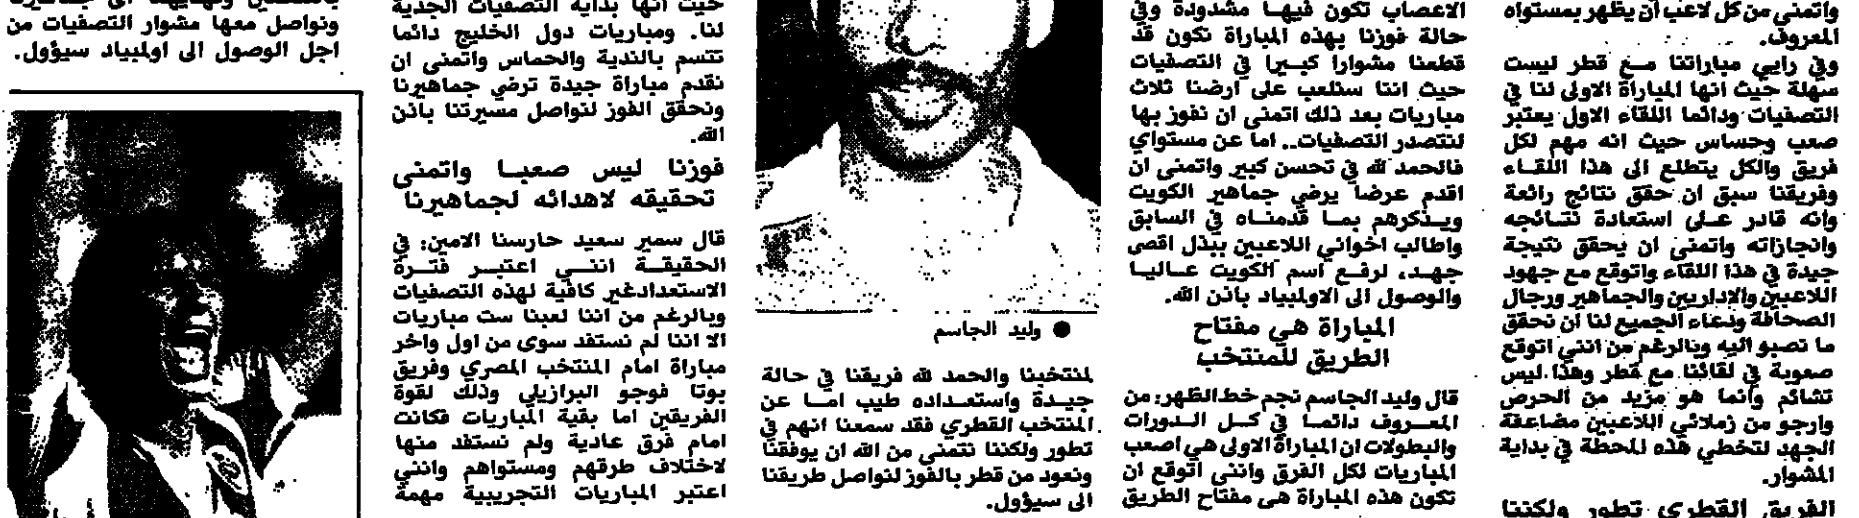 واتمنى من كل لاعب ان يظهر بمستواه
المعروف.
وفي رايي مباراتنا مع قطر ليست
سهلة حيث انها المباراة الاولى لنا في
التصفيات ودائما اللقاء الاول يعتبر
صعب وحساس حيث انه مهم لكل
فريق والكل يتطلع الى هذا اللقاء
وفريقنا سبق ان حقق نتائج رائعة
وانه قادر على استعادة نتائجه
وانجازاته واتمنى ان يحقق نتيجة
جيدة في هذا اللقاء واتوقع مع جهود
اللاعبين والإداريين والجماهير ورجال
الصحافة ودعاء الجميع لنا ان نحقق
ما نصبو اليه وبالرغم من انني اتوقع
صعوبة في لقائنا مع قطر وهذا ليس
تشائم وانما هو مزيد من الحرص
وارجو من زملائي اللاعبين مضاعفة
الجهد لتخطي هذه المحطة في بداية
المشوار.
الفريق القطري تطور ولكننا
الاعصاب تكون فيها مشدودة وفي
حالة فوزنا بهذه المباراة نكون قد
قطعنا مشوارا كبيرا في التصفيات
حيث اننا سنلعب على ارضنا ثلاث
مباريات بعد ذلك اتمنى ان نفوز بها
لنتصدر التصفيات.. اما عن مستواي
فالحمد لله في تحسن كبير واتمنى ان
اقدم عرضا يرضي جماهير الكويت
ويذكرهم بما قدمناه في السابق
واطالب اخواني اللاعبين ببذل اقصى
جهد، لرفع اسم الكويت عاليا
والوصول الى الاولمبياد باذن الله.
المباراة هي مفتاح
الطريق للمنتخب
قال وليد الجاسم نجم خط الظهر: من
المعروف دائما في كل الدورات
والبطولات ان المباراة الاولى هي اصعب
المباريات لكل الفرق وانني اتوقع ان
تكون هذه المباراة هي مفتاح الطريق
● وليد الجاسم
لمنتخبنا والحمد لله فريقنا في حالة
جيدة واستعداده طيب اما عن
المنتخب القطري فقد سمعنا انهم في
تطور ولكننا نتمنى من الله ان يوفقنا
ونعود من قطر بالفوز لنواصل طريقنا
الى سيؤول.
حيث انها بداية التصفيات الجدية
لنا. ومباريات دول الخليج دائما
تتسم بالندية والحماس واتمنى ان
نقدم مباراة جيدة ترضي جماهيرنا
ونحقق الفوز لنواصل مسيرتنا باذن
الله.
فوزنا ليس صعبا واتمنى
تحقيقه لاهدائه لجماهيرنا
قال سمير سعيد حارسنا الامين: في
الحقيقة انني اعتبر فترة
الاستعداد غير كافية لهذه التصفيات
وبالرغم من اننا لعبنا ست مباريات
الا اننا لم نستفد سوى من اول واخر
مباراة امام المنتخب المصري وفريق
بوتا فوجو البرازيلي وذلك لقوة
الفريقين اما بقية المباريات فكانت
امام فرق عادية ولم نستفد منها
لاختلاف طرقهم ومستواهم وانني
اعتبر المباريات التجريبية مهمة
ونواصل معها مشوار التصفيات من
اجل الوصول الى اولمبياد سيؤول.